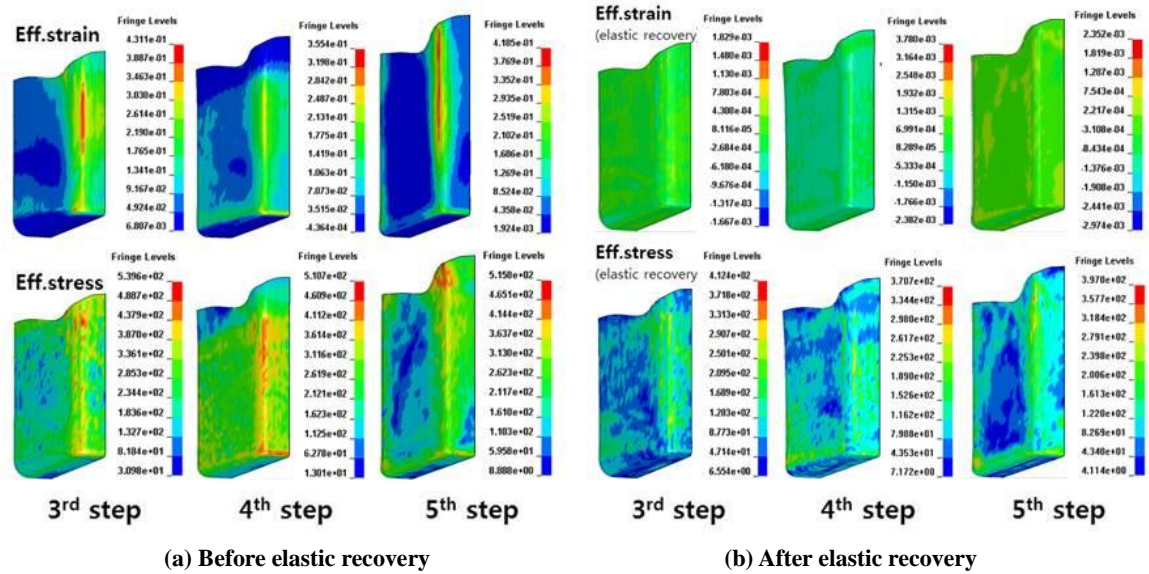 Eff.strain
Fringe Levels
4.311e-01
3.887e-01
3.463e-01
3.038e-01
2.614e-01
2.190e-01
1.765e-01
1.341e-01
9.167e-02
4.924e-02
6.807e-03
Fringe Levels
3.554e-01
3.198e-01
2.842e-01
2.487e-01
2.131e-01
1.775e-01
1.419e-01
1.063e-01
7.073e-02
3.515e-02
-4.364e-04
Fringe Levels
4.185e-01
3.769e-01
3.352e-01
2.935e-01
2.519e-01
2.102e-01
1.686e-01
1.269e-01
8.524e-02
4.358e-02
1.924e-03
Eff.stress
Fringe Levels
5.396e+02
4.887e+02
4.379e+02
3.870e+02
3.361e+02
2.853e+02
2.344e+02
1.836e+02
1.327e+02
8.184e+01
3.098e+01
Fringe Levels
5.107e+02
4.609e+02
4.112e+02
3.614e+02
3.116e+02
2.619e+02
2.121e+02
1.623e+02
1.125e+02
6.278e+01
1.301e+01
Fringe Levels
5.158e+02
4.651e+02
4.144e+02
3.637e+02
3.130e+02
2.623e+02
2.117e+02
1.610e+02
1.103e+02
5.958e+01
8.888e+00
3rd step
4th step
5th step
(a) Before elastic recovery
Eff.strain
(elastic recovery)
Fringe Levels
1.829e-03
1.480e-03
1.130e-03
7.803e-04
4.308e-04
8.116e-05
-2.684e-04
-6.180e-04
-9.676e-04
-1.317e-03
-1.667e-03
Fringe Levels
3.780e-03
3.164e-03
2.548e-03
1.932e-03
1.315e-03
6.991e-04
8.289e-05
-5.333e-04
-1.150e-03
-1.766e-03
-2.382e-03
Fringe Levels
2.352e-03
1.819e-03
1.287e-03
7.543e-04
2.217e-04
-3.108e-04
-8.434e-04
-1.376e-03
-1.908e-03
-2.441e-03
-2.974e-03
Eff.stress
(elastic recovery
Fringe Levels
4.124e+02
3.718e+02
3.313e+02
2.907e+02
2.501e+02
2.095e+02
1.689e+02
1.283e+02
8.773e+01
4.714e+01
6.554e+00
Fringe Levels
3.707e+02
3.344e+02
2.980e+02
2.617e+02
2.253e+02
1.890e+02
1.526e+02
1.162e+02
7.988e+01
4.353e+01
7.172e+00
Fringe Levels
3.970e+02
3.577e+02
3.184e+02
2.791e+02
2.398e+02
2.006e+02
1.613e+02
1.220e+02
8.269e+01
4.340e+01
4.114e+00
3rd step
4th step
5th step
(b) After elastic recovery